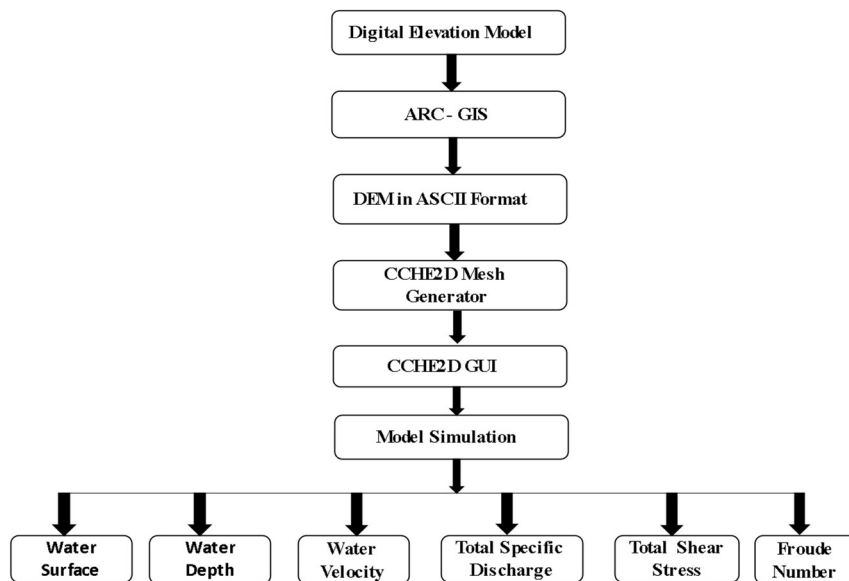 Digital Elevation Model
ARC - GIS
DEM in ASCII Format
CCHE2D Mesh
Generator
CCHE2D GUI
Model Simulation
Water
Surface
Water
Depth
Water
Velocity
Total Specific
Discharge
Total Shear
Stress
Froude
Number